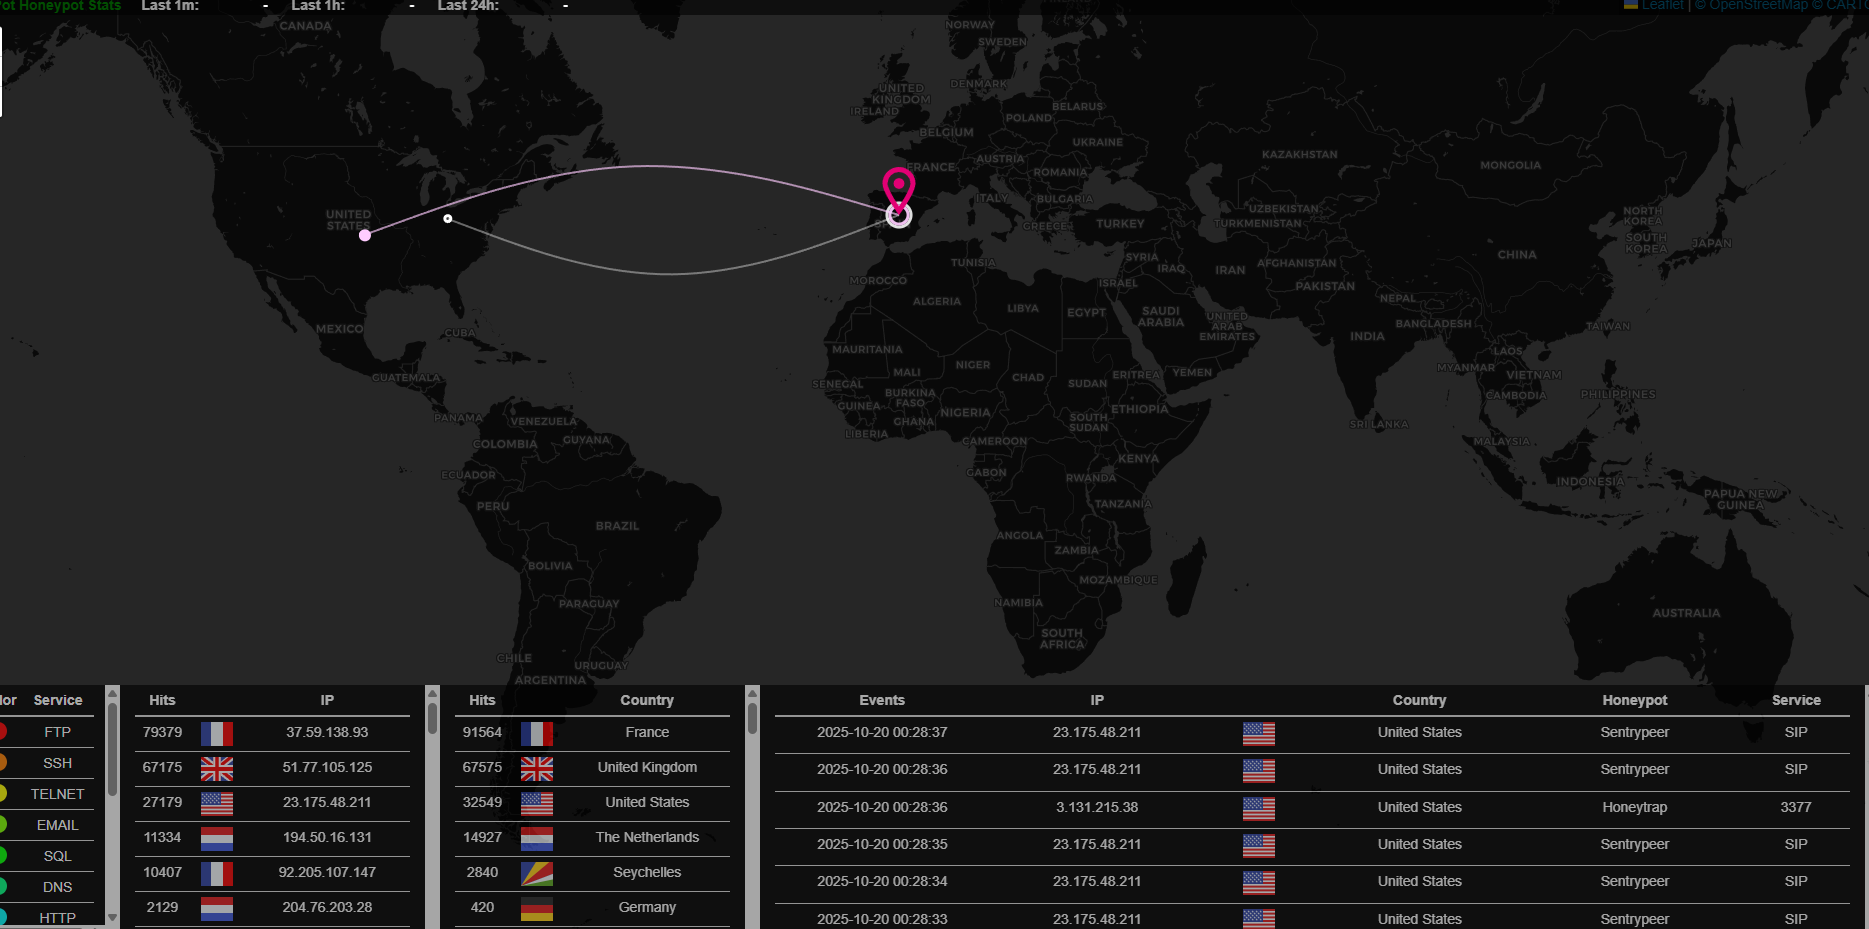 ot Honeypot Stats Last 1m: - Last 1h: - Last 24h: -
Leaflet | © OpenStreetMap © CARTO
CANADA
NORWAY
SWEDEN
UNITED
KINGDOM
DENMARK
IRELAND
BELARUS
POLAND
BELGIUM
UKRAINE
FRANCE
AUSTRIA
ROMANIA
KAZAKHSTAN
MONGOLIA
ITALY
BULGARIA
UZBEKISTAN
UNITED
STATES
GREECE
TURKEY
TURKMENISTAN
NORTH
KOREA
SOUTH
KOREA
JAPAN
TUNISIA
SYRIA
IRAQ
IRAN
AFGHANISTAN
CHINA
MOROCCO
ISRAEL
PAKISTAN
ALGERIA
LIBYA
EGYPT
SAUDI
ARABIA
UNITED
ARAB
EMIRATES
NEPAL
BANGLADESH
TAIWAN
MEXICO
CUBA
INDIA
MAURITANIA
LAOS
GUATEMALA
MALI
NIGER
CHAD
SUDAN
ERITREA
YEMEN
MYANMAR
VIETNAM
SENEGAL
BURKINA
FASO
CAMBODIA
PHILIPPINES
GUINEA
GHANA
NIGERIA
SOUTH
SUDAN
ETHIOPIA
PANAMA
VENEZUELA
SRI LANKA
LIBERIA
COLOMBIA
GUYANA
CAMEROON
MALAYSIA
ECUADOR
GABON
RWANDA
KENYA
INDONESIA
PERU
BRAZIL
TANZANIA
PAPUA NEW
GUINEA
ANGOLA
ZAMBIA
BOLIVIA
MOZAMBIQUE
PARAGUAY
NAMIBIA
AUSTRALIA
SOUTH
AFRICA
CHILE
URUGUAY
ARGENTINA
lor Service
FTP
SSH
TELNET
EMAIL
SQL
DNS
HTTP
Hits IP
79379 37.59.138.93
67175 51.77.105.125
27179 23.175.48.211
11334 194.50.16.131
10407 92.205.107.147
2129 204.76.203.28
Hits Country
91564 France
67575 United Kingdom
32549 United States
14927 The Netherlands
2840 Seychelles
420 Germany
Events IP Country Honeypot Service
2025-10-20 00:28:37 23.175.48.211 United States Sentrypeer SIP
2025-10-20 00:28:36 23.175.48.211 United States Sentrypeer SIP
2025-10-20 00:28:36 3.131.215.38 United States Honeytrap 3377
2025-10-20 00:28:35 23.175.48.211 United States Sentrypeer SIP
2025-10-20 00:28:34 23.175.48.211 United States Sentrypeer SIP
2025-10-20 00:28:33 23.175.48.211 United States Sentrypeer SIP